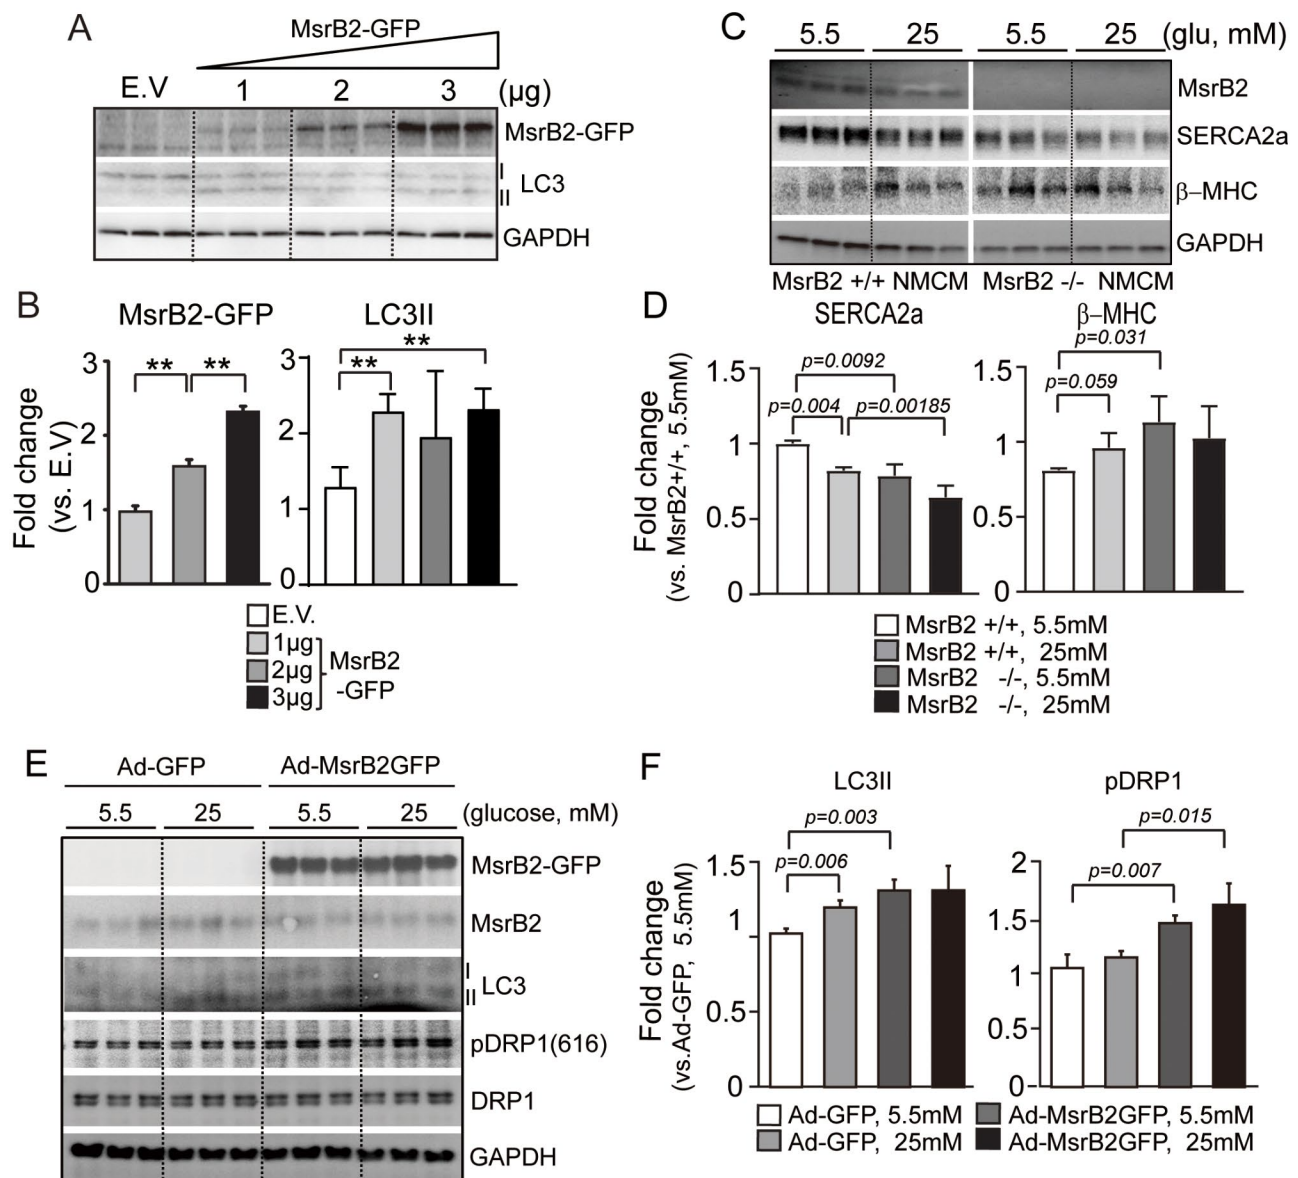 A
MsrB2-GFP
E.V 1 2 3 (µg)
MsrB2-GFP
I
LC3
II
GAPDH
B
MsrB2-GFP LC3II
Fold change
(vs. E.V)
3
2
1
0
** **
3
2
1
0
**
**
E.V.
1µg
2µg
3µg
MsrB2
-GFP
C
5.5 25 5.5 25 (glu, mM)
MsrB2
SERCA2a
β-MHC
GAPDH
MsrB2 +/+ NMCM MsrB2 -/- NMCM
D
SERCA2a β-MHC
Fold change
(vs. MsrB2+/+, 5.5mM)
1.5
1
0.5
0
p=0.0092
p=0.004 p=0.00185
1.5
1
0.5
0
p=0.031
p=0.059
MsrB2 +/+, 5.5mM
MsrB2 +/+, 25mM
MsrB2 -/-, 5.5mM
MsrB2 -/-, 25mM
E
Ad-GFP Ad-MsrB2GFP
5.5 25 5.5 25 (glucose, mM)
MsrB2-GFP
MsrB2
I
LC3
II
pDRP1(616)
DRP1
GAPDH
F
LC3II pDRP1
Fold change
(vs.Ad-GFP, 5.5mM)
1.5
1
0.5
0
p=0.003
p=0.006
2
1.5
1
0.5
0
p=0.015
p=0.007
Ad-GFP, 5.5mM Ad-MsrB2GFP, 5.5mM
Ad-GFP, 25mM Ad-MsrB2GFP, 25mM